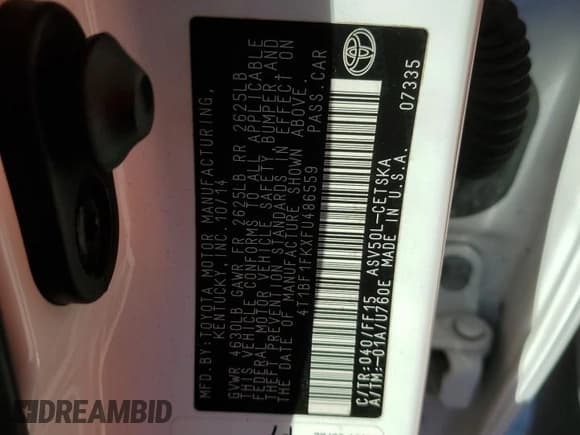 MFD.BY:TOYOTA MOTOR MANUFACTURING,
KENTUCKY, INC. 10/14
GVWR 4630LB GAWR FR 2625LB RR 2625LB
THIS VEHICLE CONFORMS TO ALL APPLICABLE
FEDERAL MOTOR VEHICLE SAFETY, BUMPER,AND
THEFT PREVENTION STANDARDS IN EFFECT ON
THE DATE OF MANUFACTURE SHOWN ABOVE.
4T1BF1FKXFU486559 PASS.CAR
C/TR:040/FF15 ASV50L-CETSKA
A/TM:-01A/U760E MADE IN U.S.A.
07335
DREAMBID